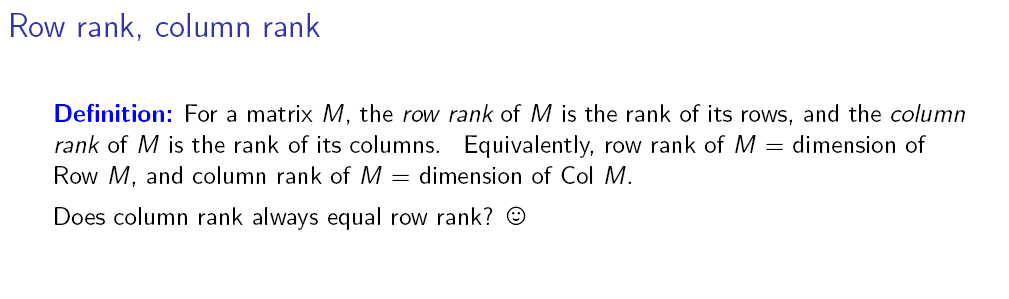 Row rank, column rank
Definition: For a matrix M, the row rank of M is the rank of its rows, and the column
rank of M is the rank of its columns. Equivalently, row rank of M = dimension of
Row M, and column rank of M = dimension of Col M.
Does column rank always equal row rank? ☺